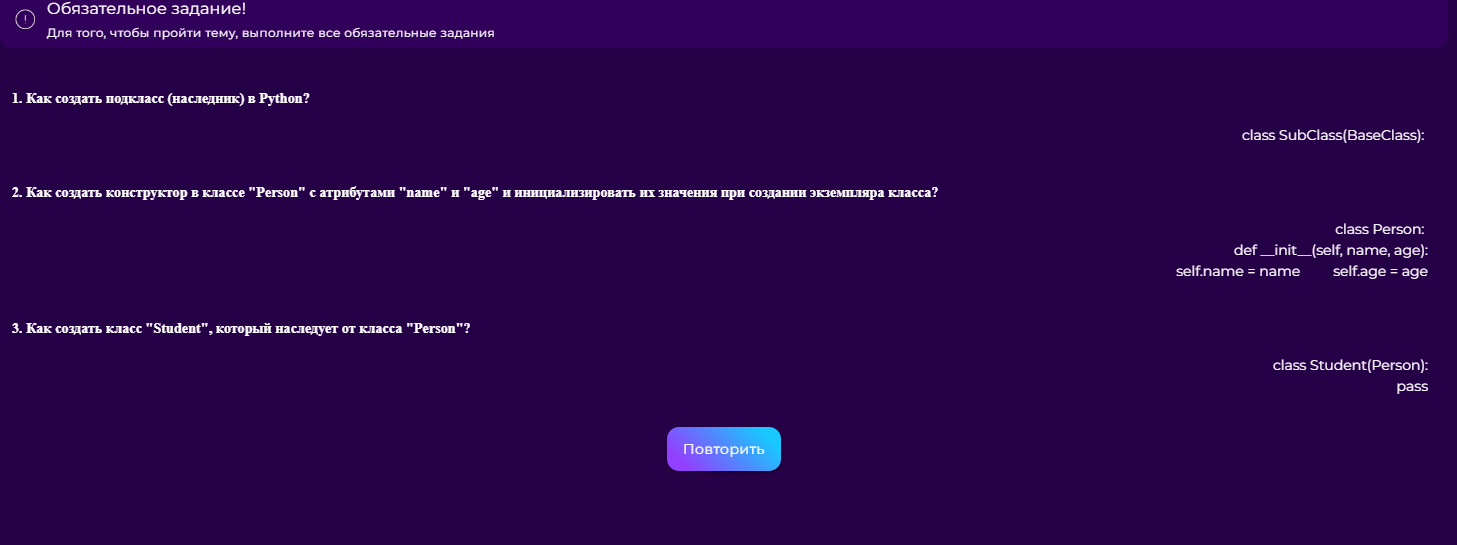 Обязательное задание!
Для того, чтобы пройти тему, выполните все обязательные задания
1. Как создать подкласс (наследник) в Python?
class SubClass(BaseClass):
2. Как создать конструктор в классе "Person" с атрибутами "name" и "age" и инициализировать их значения при создании экземпляра класса?
class Person:
def __init__(self, name, age):
self.name = name self.age = age
3. Как создать класс "Student", который наследует от класса "Person"?
class Student(Person):
pass
Повторить